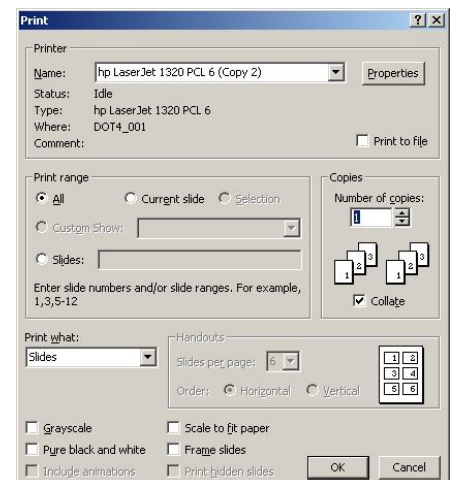 Print
Printer
Name: hp LaserJet 1320 PCL 6 (Copy 2) Properties
Status: Idle
Type: hp LaserJet 1320 PCL 6
Where: DOT4_001
Comment: Print to file
Print range
All Current slide Selection
Custom Show:
Slides:
Enter slide numbers and/or slide ranges. For example,
1,3,5-12
Copies
Number of copies:
1
1 2 3 1 2 3
Collate
Print what:
Slides
Handouts
Slides per page: 6
Order: Horizontal Vertical
1 2
3 4
5 6
Grayscale Scale to fit paper
Pure black and white Frame slides
Include animations Print hidden slides OK Cancel